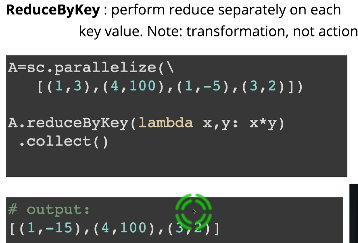 ReduceByKey : perform reduce separately on each
key value. Note: transformation, not action
A=sc.parallelize(\
[(1,3),(4,100),(1,-5),(3,2)])
A.reduceByKey(lambda x,y: x*y)
.collect()
# output:
[(1,-15),(4,100),(3,2)]